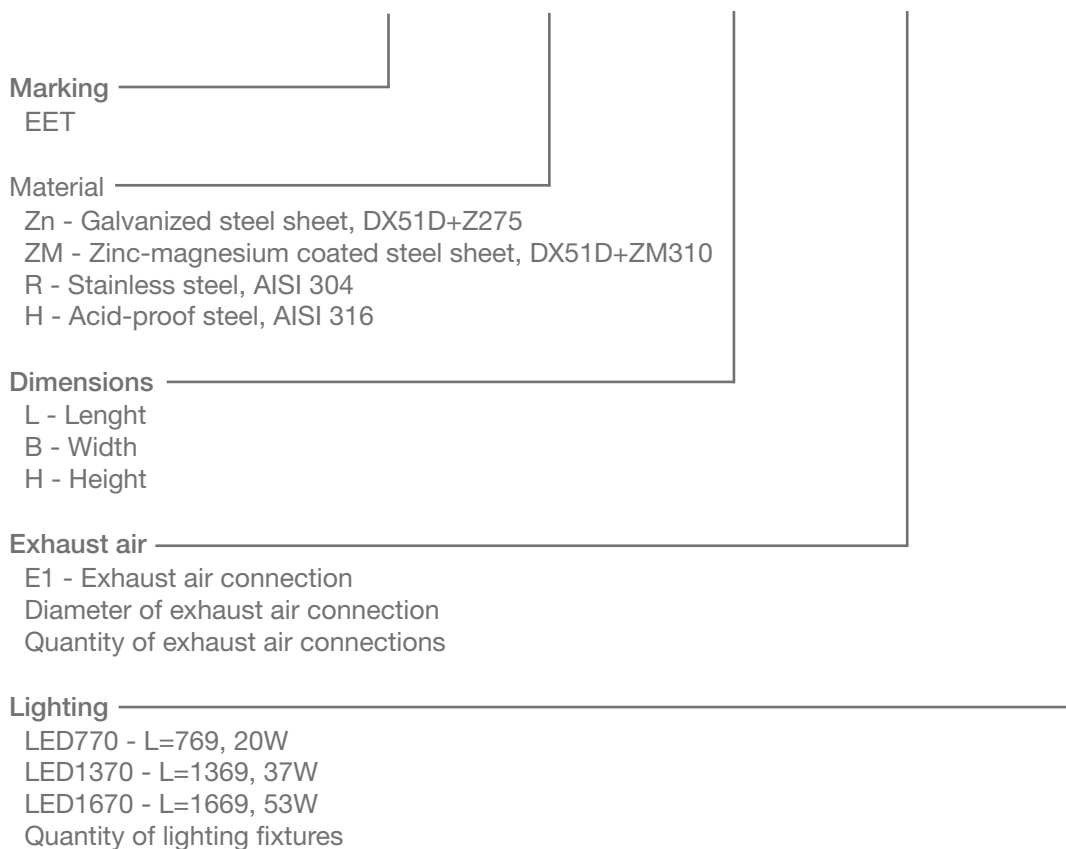 Marking
EET
Material
Zn - Galvanized steel sheet, DX51D+Z275
ZM - Zinc-magnesium coated steel sheet, DX51D+ZM310
R - Stainless steel, AISI 304
H - Acid-proof steel, AISI 316
Dimensions
L - Lenght
B - Width
H - Height
Exhaust air
E1 - Exhaust air connection
Diameter of exhaust air connection
Quantity of exhaust air connections
Lighting
LED770 - L=769, 20W
LED1370 - L=1369, 37W
LED1670 - L=1669, 53W
Quantity of lighting fixtures